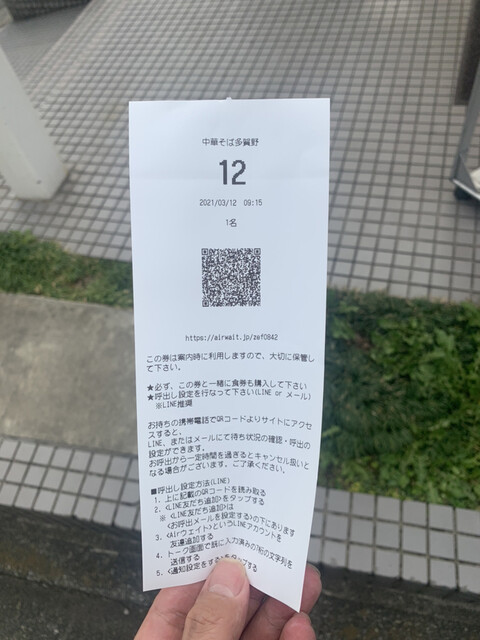 中華そば多賀野
12
2021/03/12 09:15
1名
https://airwait.jp/zef0842
この券は案内時に利用しますので、大切に保管し
て下さい。
★必ず、この券と一緒に食券も購入して下さい
★呼出し設定を行なって下さい(LINE or メール)
※LINE推奨
お持ちの携帯電話でQRコードよりサイトにアクセ
スすると、
LINE、またはメールにて待ち状況の確認・呼出の
設定ができます。
お呼出から一定時間を過ぎるとキャンセル扱いと
なる場合がございます。ご了承ください。
■呼出し設定方法(LINE)
1. 上に記載のQRコードを読み取る
2. <LINE友だち追加>をタップする
※ <LINE友だち追加>は
<お呼出メールを設定する>の下にあります
3. <Airウェイト>というLINEアカウントを
友達追加する
4. トーク画面で既に入力済みの7桁の文字列を
送信する
5. <通知設定をする>をタップする